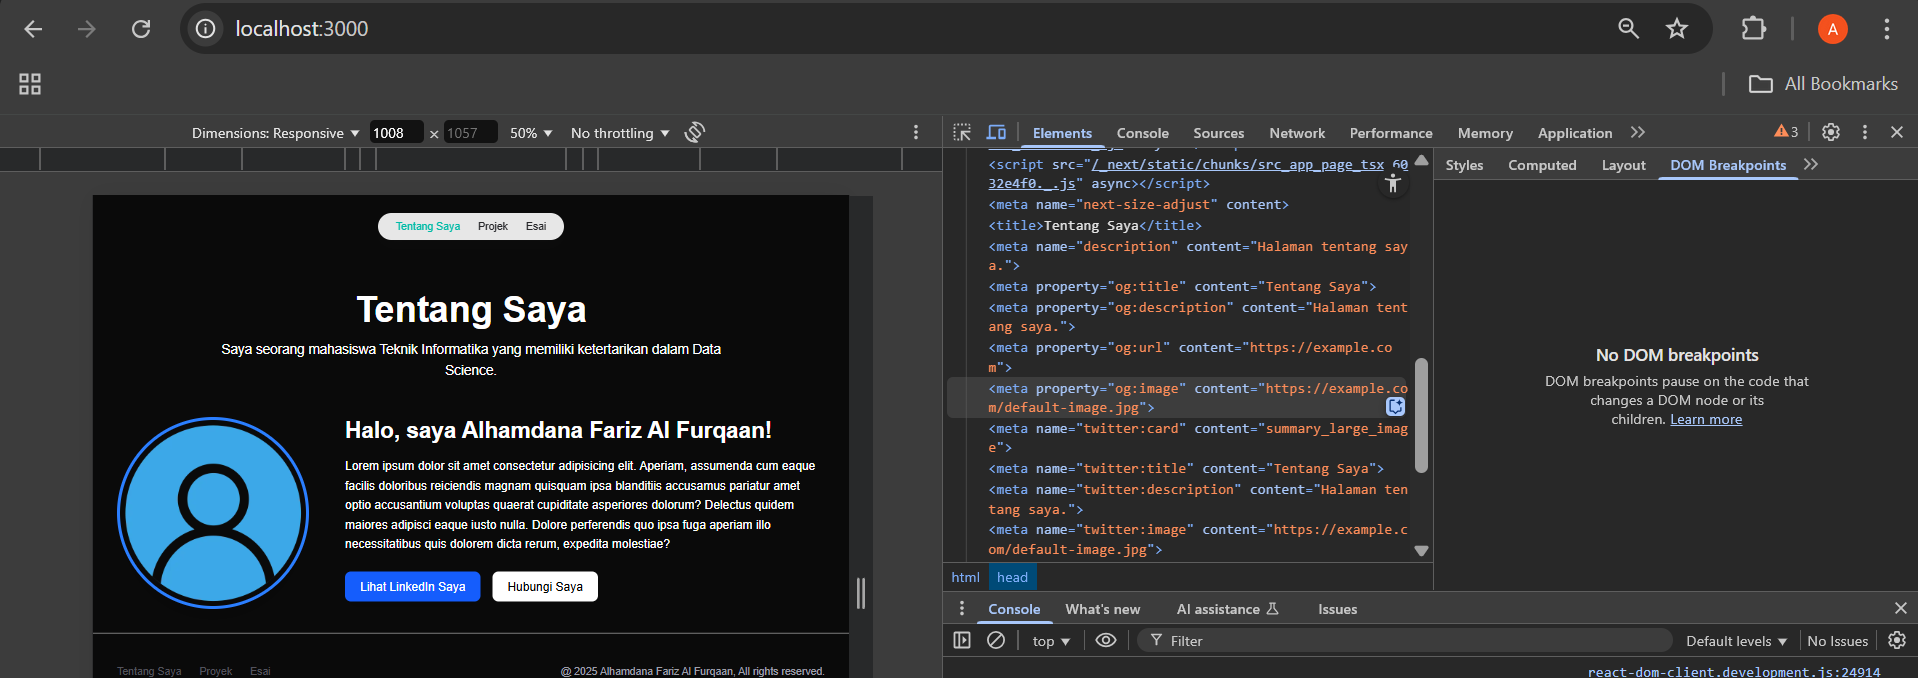 localhost:3000
All Bookmarks
Dimensions: Responsive 1008 × 1057 50% No throttling
Tentang Saya Projek Esai
Tentang Saya
Saya seorang mahasiswa Teknik Informatika yang memiliki ketertarikan dalam Data
Science.
Halo, saya Alhamdana Fariz Al Furqaan!
Lorem ipsum dolor sit amet consectetur adipisicing elit. Aperiam, assumenda cum eaque
facilis doloribus reiciendis magnam quisquam ipsa blanditiis accusamus pariatur amet
optio accusantium voluptas quaerat cupiditate asperiores dolorum? Delectus quidem
maiores adipisci eaque iusto nulla. Dolore perferendis quo ipsa fuga aperiam illo
necessitatibus quis dolorem dicta rerum, expedita molestiae?
Lihat LinkedIn Saya Hubungi Saya
Tentang Saya Proyek Esai @ 2025 Alhamdana Fariz Al Furqaan, All rights reserved.
Elements Console Sources Network Performance Memory Application 3
<script src="/_next/static/chunks/src_app_page_tsx_60
32e4f0._.js" async></script>
<meta name="next-size-adjust" content>
<title>Tentang Saya</title>
<meta name="description" content="Halaman tentang say
a.">
<meta property="og:title" content="Tentang Saya">
<meta property="og:description" content="Halaman tent
ang saya.">
<meta property="og:url" content="https://example.co
m">
<meta property="og:image" content="https://example.co
m/default-image.jpg">
<meta name="twitter:card" content="summary_large_imag
e">
<meta name="twitter:title" content="Tentang Saya">
<meta name="twitter:description" content="Halaman ten
tang saya.">
<meta name="twitter:image" content="https://example.c
om/default-image.jpg">
html head
Styles Computed Layout DOM Breakpoints
No DOM breakpoints
DOM breakpoints pause on the code that
changes a DOM node or its
children. Learn more
Console What's new AI assistance Issues
top Filter Default levels No Issues
react-dom-client.development.js:24914
A